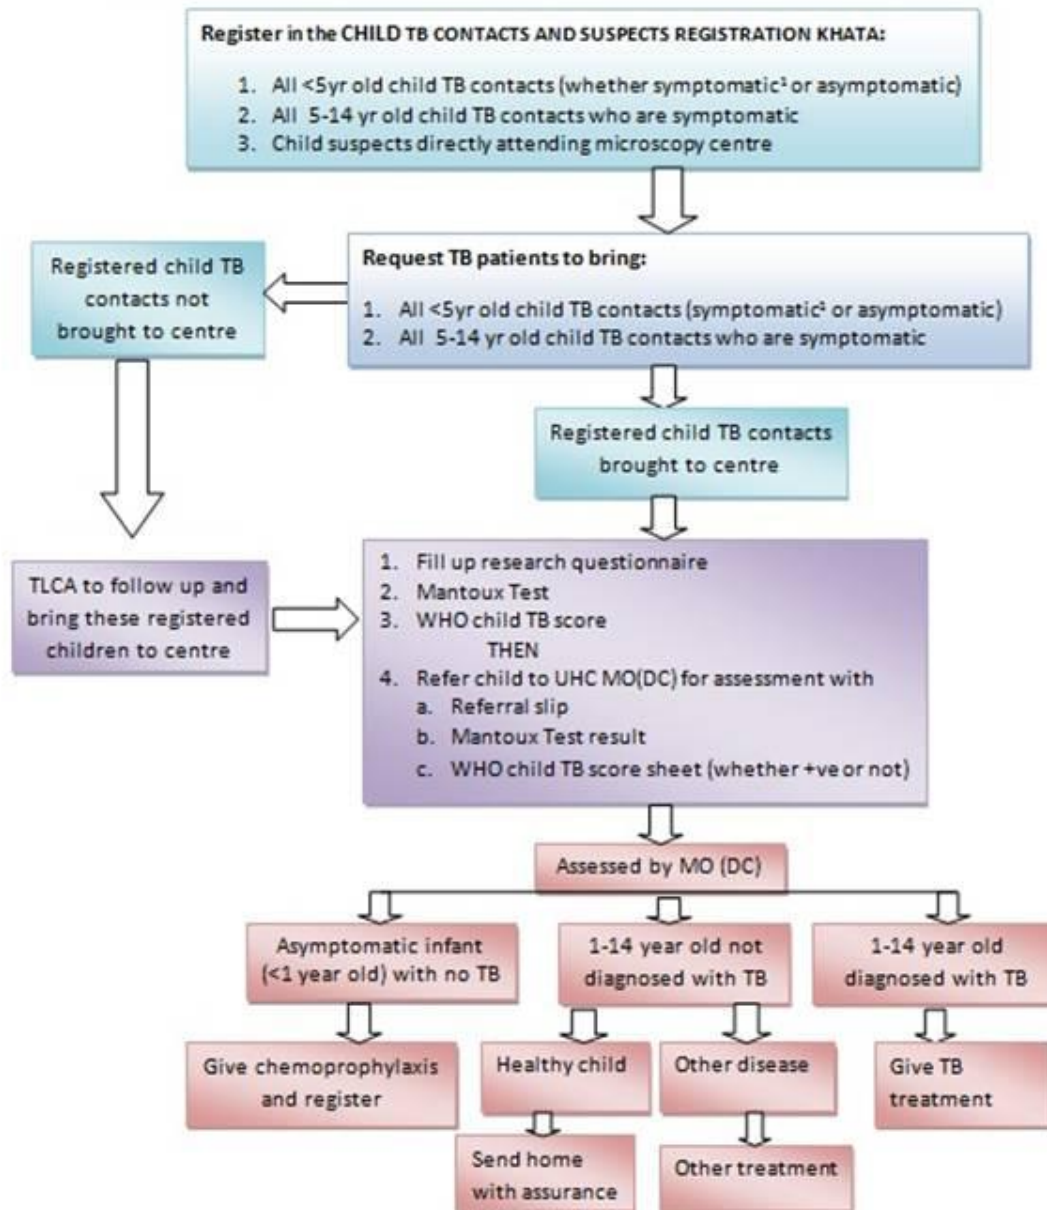 Register in the CHILD TB CONTACTS AND SUSPECTS REGISTRATION KHATA:
1. All <5yr old child TB contacts (whether symptomatic¹ or asymptomatic)
2. All 5-14 yr old child TB contacts who are symptomatic
3. Child suspects directly attending microscopy centre
Request TB patients to bring:
1. All <5yr old child TB contacts (symptomatic¹ or asymptomatic)
2. All 5-14 yr old child TB contacts who are symptomatic
Registered child TB
contacts not
brought to centre
Registered child TB contacts
brought to centre
TLCA to follow up and
bring these registered
children to centre
1. Fill up research questionnaire
2. Mantoux Test
3. WHO child TB score
THEN
4. Refer child to UHC MO(DC) for assessment with
a. Referral slip
b. Mantoux Test result
c. WHO child TB score sheet (whether +ve or not)
Assessed by MO (DC)
Asymptomatic infant
(<1 year old) with no TB
1-14 year old not
diagnosed with TB
1-14 year old
diagnosed with TB
Give chemoprophylaxis
and register
Healthy child
Other disease
Give TB
treatment
Send home
with assurance
Other treatment